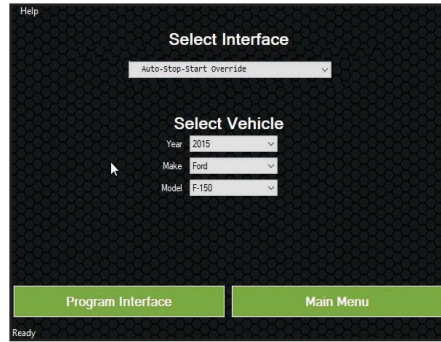 Help
Select Interface
Auto-Stop-Start Override
Select Vehicle
Year 2015
Make Ford
Model F-150
Program Interface Main Menu
Ready